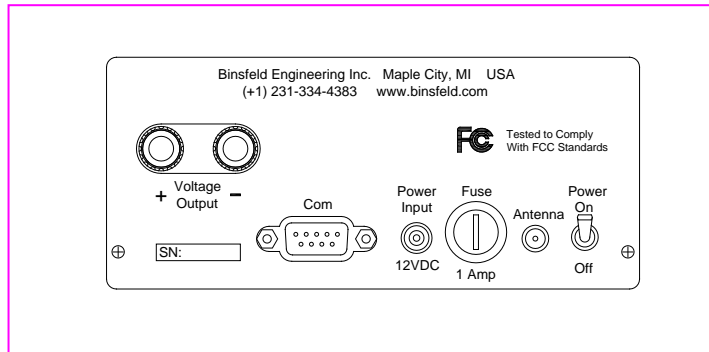 Binsfeld Engineering Inc. Maple City, MI USA
(+1) 231-334-4383 www.binsfeld.com
FC Tested to Comply
With FCC Standards
+ Voltage −
Output
Com
Power
Input
12VDC
Fuse
1 Amp
Antenna
Power
On
Off
SN: